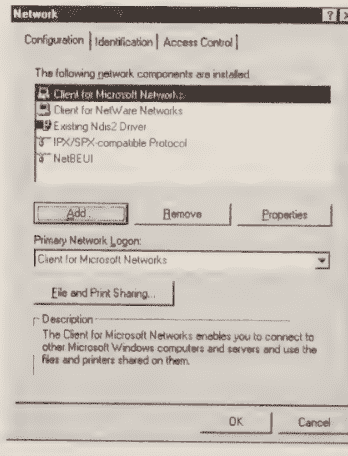 Network
Configuration Identification Access Control
The following network components are installed
Client for Microsoft Networks
Client for NetWare Networks
Existing Ndis2 Driver
IPX/SPX-compatible Protocol
NetBEUI
Add... Remove Properties
Primary Network Logon:
Client for Microsoft Networks
File and Print Sharing...
Description
The Client for Microsoft Networks enables you to connect to
other Microsoft Windows computers and servers and use the
files and printers shared on them.
OK Cancel